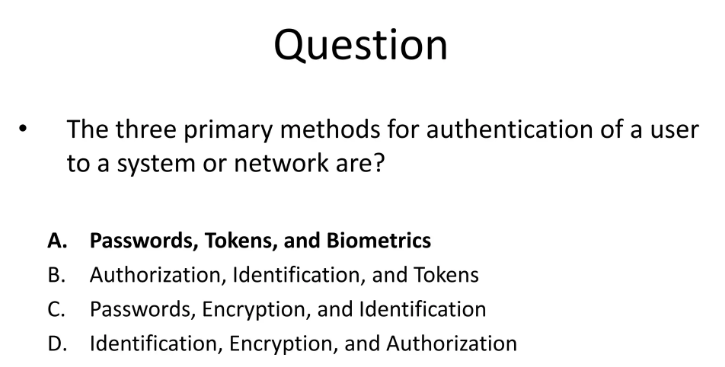 Question
• The three primary methods for authentication of a user
to a system or network are?
A. Passwords, Tokens, and Biometrics
B. Authorization, Identification, and Tokens
C. Passwords, Encryption, and Identification
D. Identification, Encryption, and Authorization